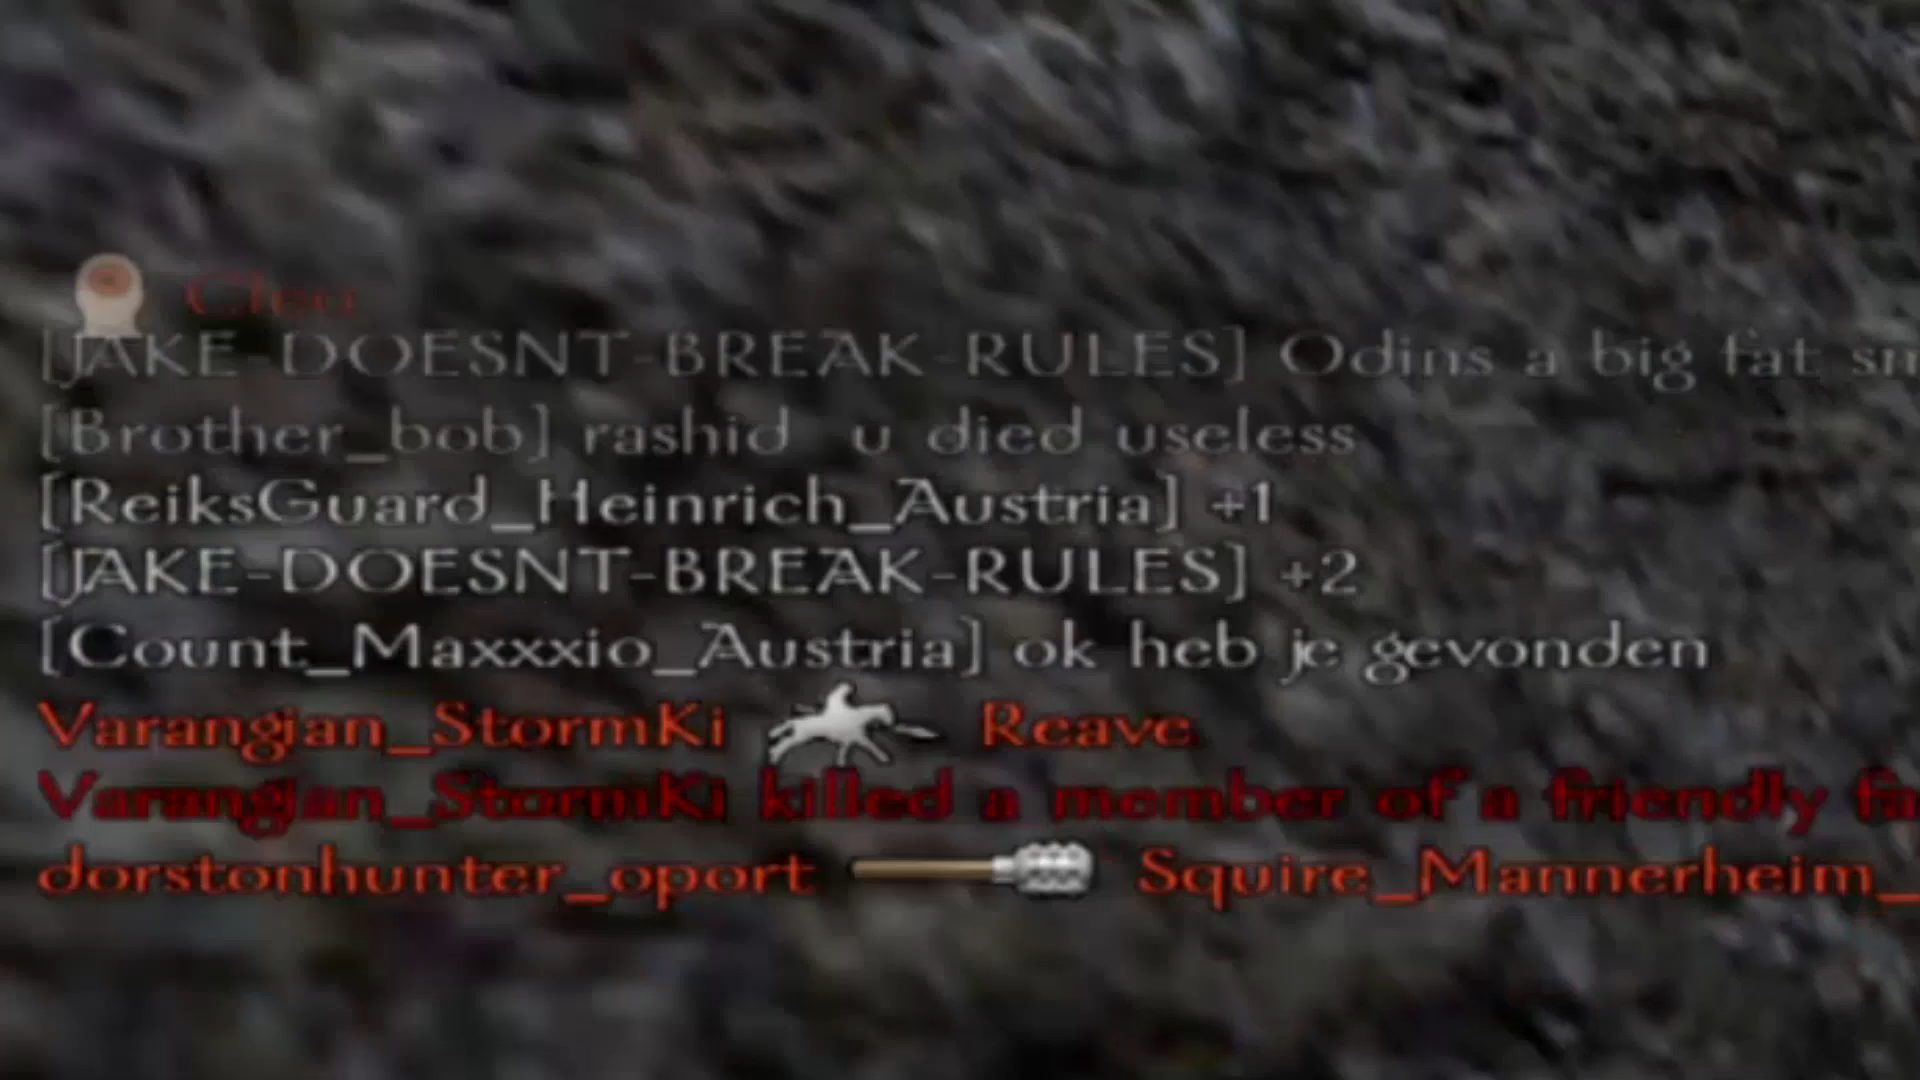 Cleo
[JAKE-DOESNT-BREAK-RULES] Odins a big fat
[Brother_bob] rashid u died useless
[ReiksGuard_Heinrich_Austria] +1
[JAKE-DOESNT-BREAK-RULES] +2
[Count_Maxxxio_Austria] ok heb je gevonden
Varangian_StormKi Reave
Varangian_StormKi killed a member of a friendly
dorstonhunter_oport Squire_Mannerheim_